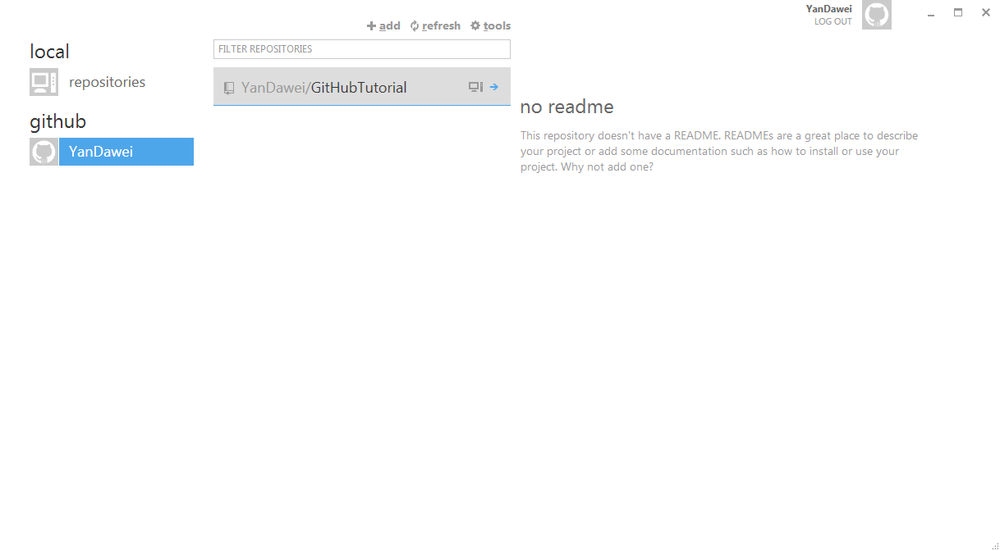 YanDawei
LOG OUT
add refresh tools
local
FILTER REPOSITORIES
repositories
YanDawei/GitHubTutorial
github
YanDawei
no readme
This repository doesn't have a README. READMEs are a great place to describe
your project or add some documentation such as how to install or use your
project. Why not add one?